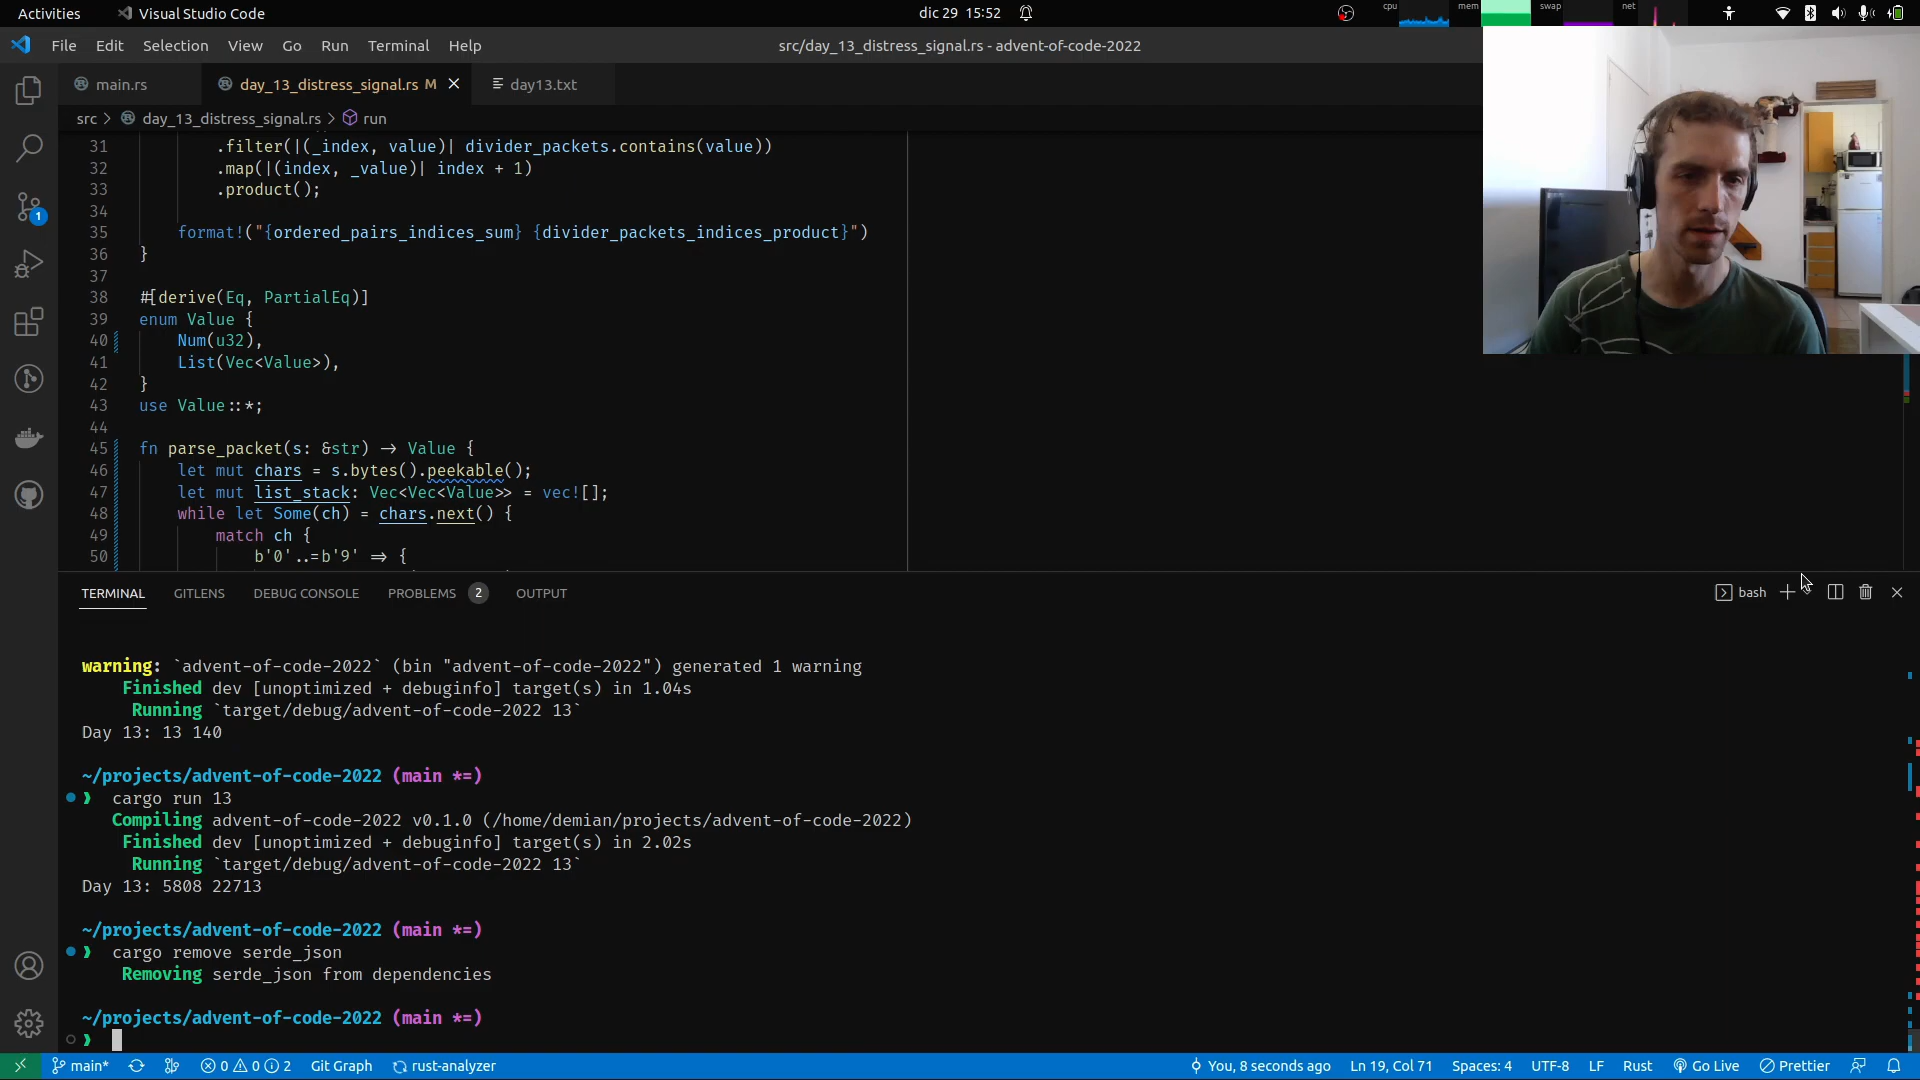 Activities
Visual Studio Code
dic 29 15:52
cpu
mem
swap
net
File Edit Selection View Go Run Terminal Help
src/day_13_distress_signal.rs - advent-of-code-2022
main.rs
day_13_distress_signal.rs M
day13.txt
src > day_13_distress_signal.rs > run
31 .filter(|(_index, value)| divider_packets.contains(value))
32 .map(|(index, _value)| index + 1)
33 .product();
34
35 format!("{ordered_pairs_indices_sum} {divider_packets_indices_product}")
36 }
37
38 #[derive(Eq, PartialEq)]
39 enum Value {
40 Num(u32),
41 List(Vec<Value>),
42 }
43 use Value::*;
44
45 fn parse_packet(s: &str) -> Value {
46 let mut chars = s.bytes().peekable();
47 let mut list_stack: Vec<Vec<Value>> = vec![];
48 while let Some(ch) = chars.next() {
49 match ch {
50 b'0'..=b'9' => {
TERMINAL GITLENS DEBUG CONSOLE PROBLEMS 2 OUTPUT
bash
warning: `advent-of-code-2022` (bin "advent-of-code-2022") generated 1 warning
Finished dev [unoptimized + debuginfo] target(s) in 1.04s
Running `target/debug/advent-of-code-2022 13`
Day 13: 13 140
~/projects/advent-of-code-2022 (main *=)
❱ cargo run 13
Compiling advent-of-code-2022 v0.1.0 (/home/demian/projects/advent-of-code-2022)
Finished dev [unoptimized + debuginfo] target(s) in 2.02s
Running `target/debug/advent-of-code-2022 13`
Day 13: 5808 22713
~/projects/advent-of-code-2022 (main *=)
❱ cargo remove serde_json
Removing serde_json from dependencies
~/projects/advent-of-code-2022 (main *=)
❱
main* 0 0 2 Git Graph rust-analyzer
You, 8 seconds ago Ln 19, Col 71 Spaces: 4 UTF-8 LF Rust Go Live Prettier
1